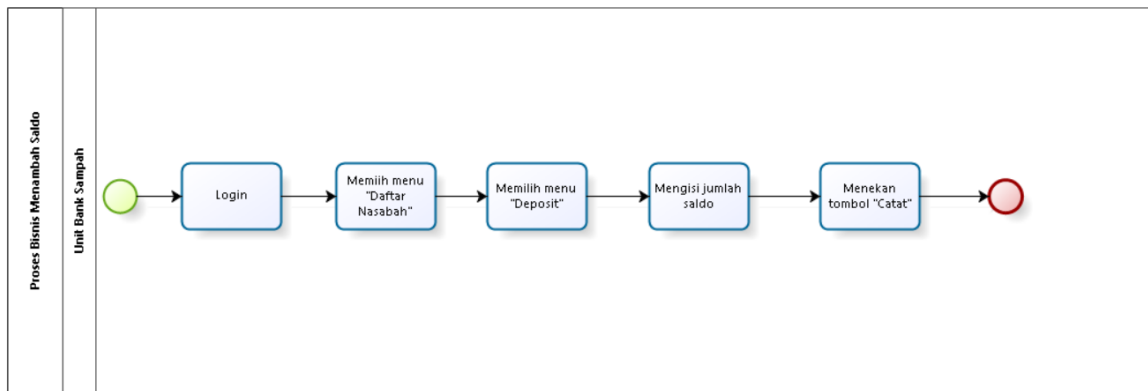 Proses Bisnis Menambah Saldo
Unit Bank Sampah
Login
Memiih menu
"Daftar
Nasabah"
Memilih menu
"Deposit"
Mengisi jumlah
saldo
Menekan
tombol "Catat"